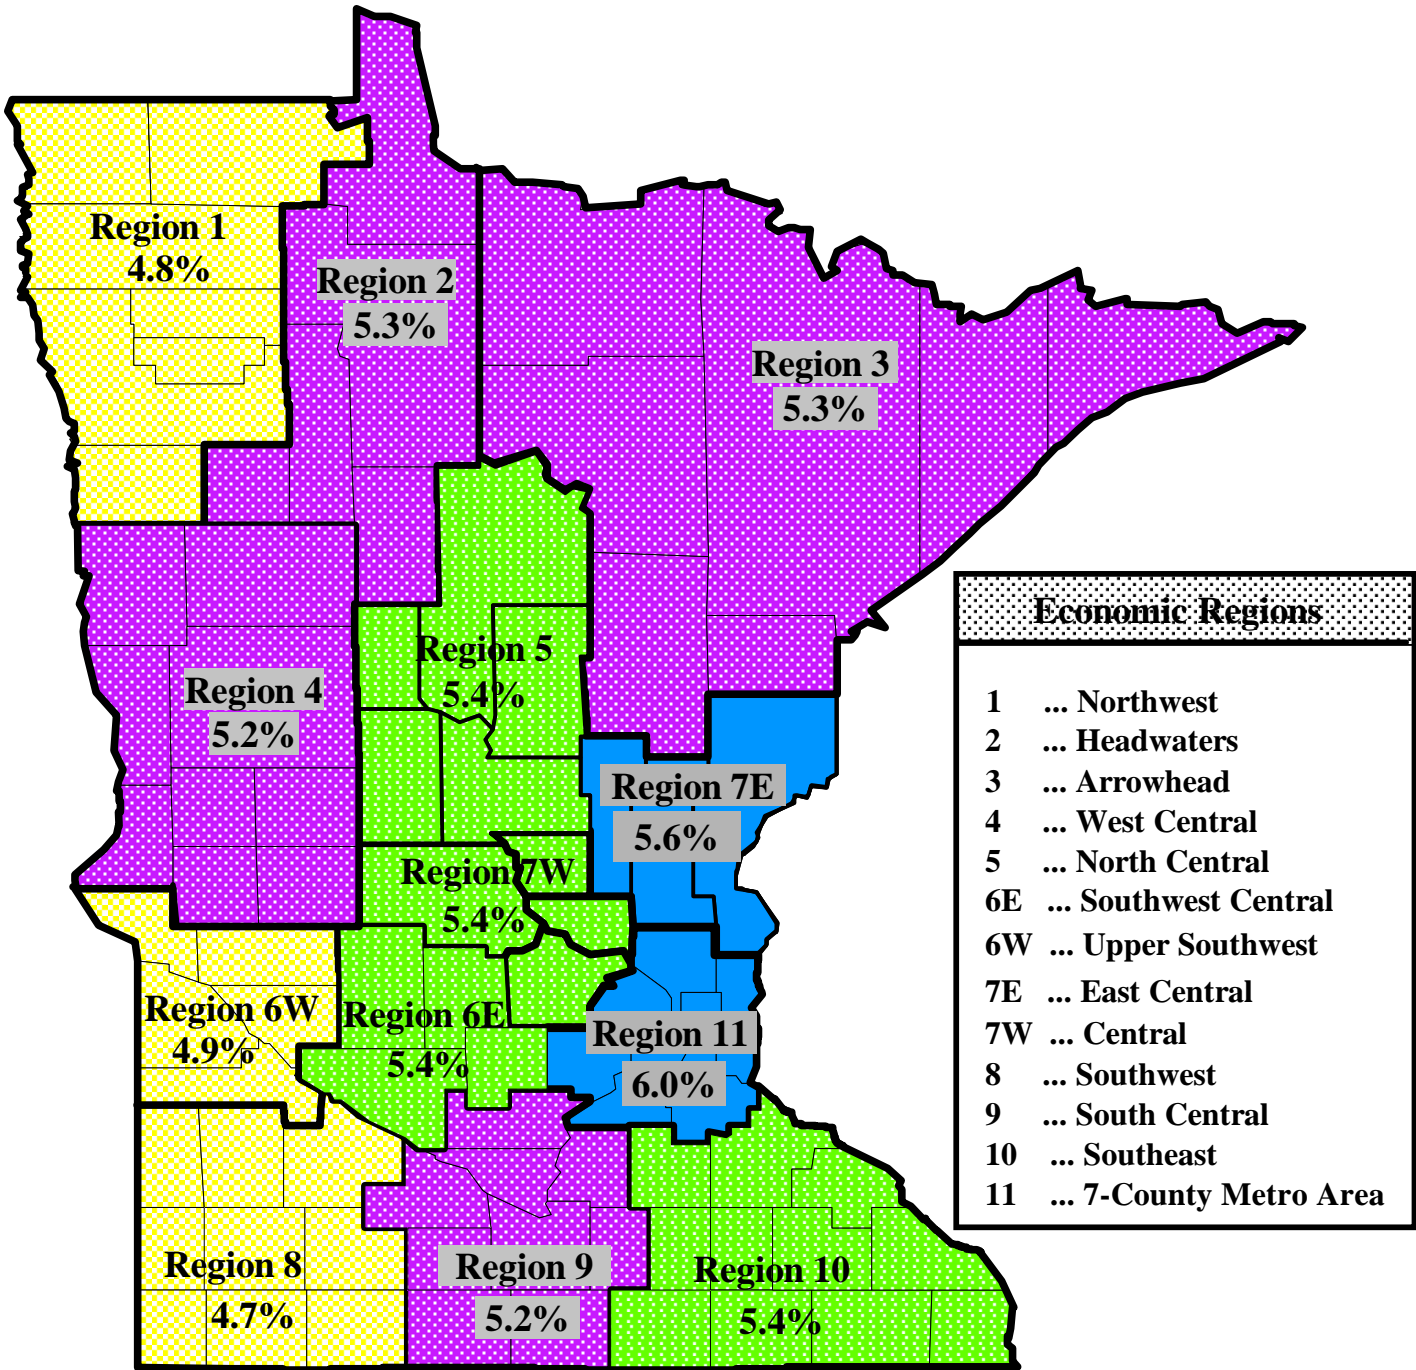 Region 1
4.8%
Region 2
5.3%
Region 3
5.3%
Region 5
5.4%
Region 4
5.2%
Region 7E
5.6%
Region 7W
5.4%
Region 6W
4.9%
Region 6E
5.4%
Region 11
6.0%
Region 8
4.7%
Region 9
5.2%
Region 10
5.4%
Economic Regions
1 ... Northwest
2 ... Headwaters
3 ... Arrowhead
4 ... West Central
5 ... North Central
6E ... Southwest Central
6W ... Upper Southwest
7E ... East Central
7W ... Central
8 ... Southwest
9 ... South Central
10 ... Southeast
11 ... 7-County Metro Area